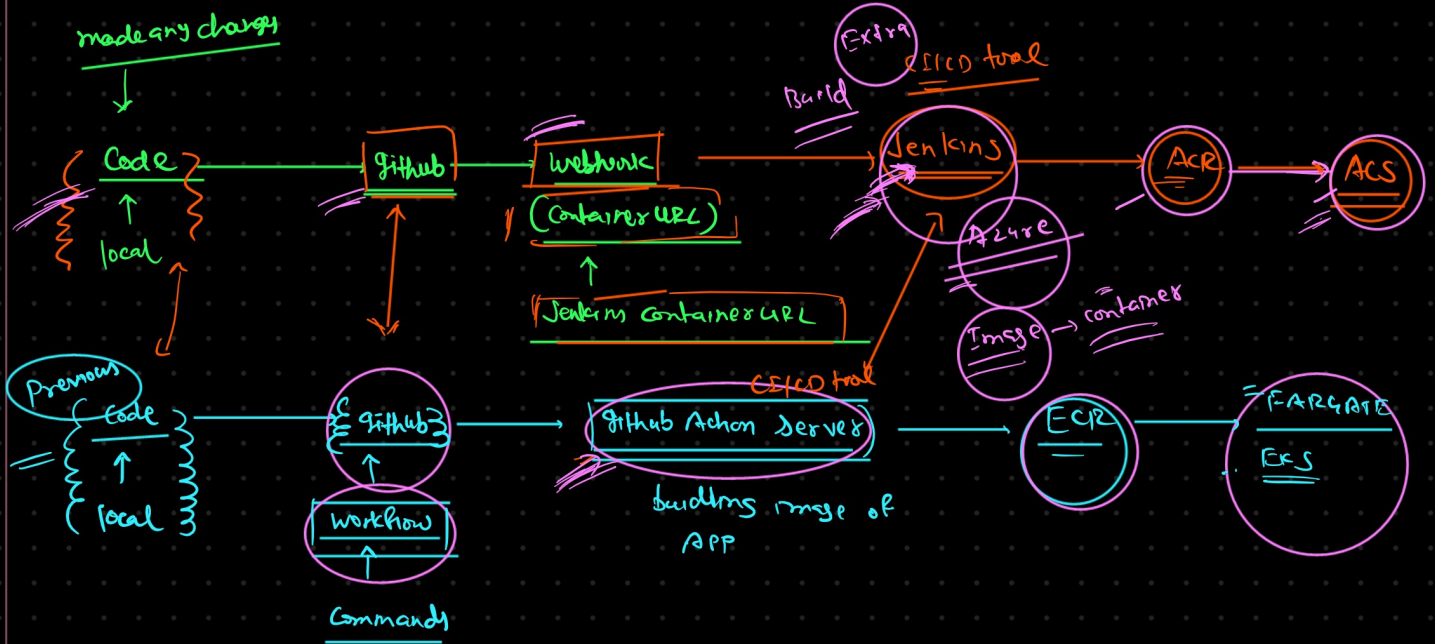 made any changes
Extra
CI/CD tool
Build
Code
github
Webhook
Jenkins
ACR
ACS
(Container URL)
local
Azure
Jenkins container URL
Image → container
Previous
CI/CD tool
Code
github
github Action Server
ECR
FARGATE
EKS
local
workflow
building image of
APP
Commands